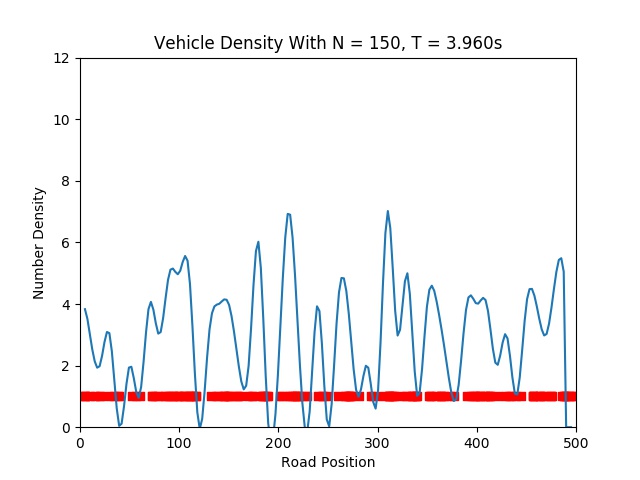 Vehicle Density With N = 150, T = 3.960s
12
10
8
6
4
2
0
Number Density
0 100 200 300 400 500
Road Position